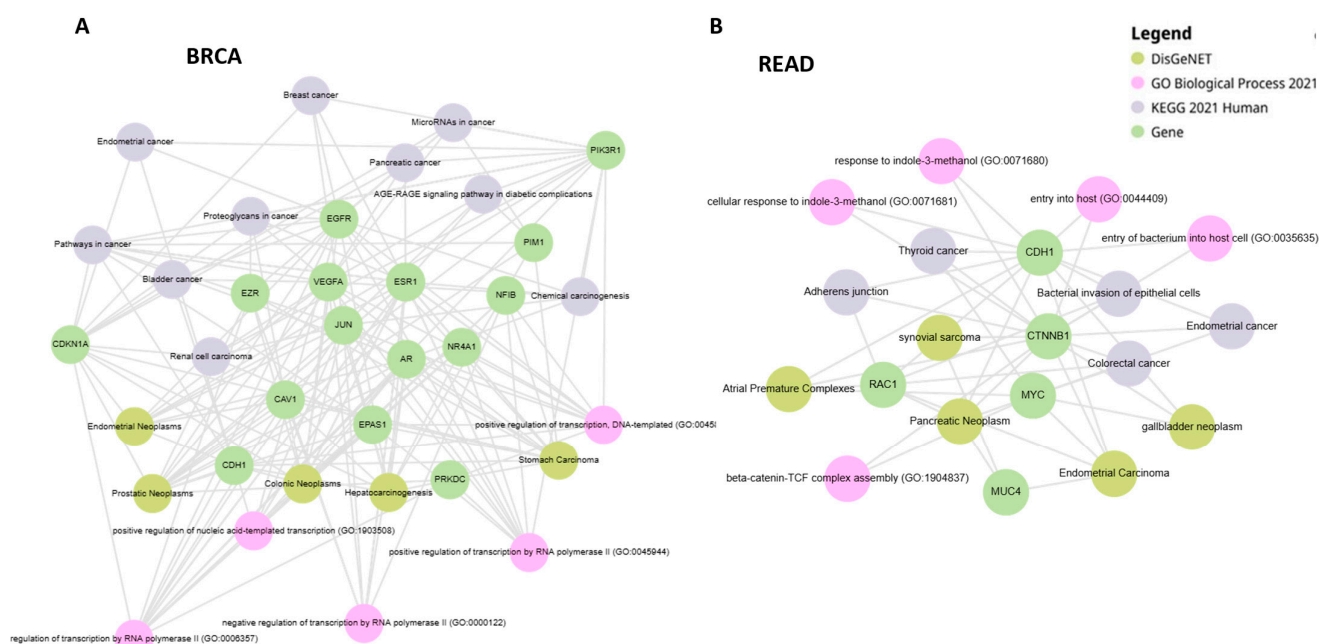 A
BRCA
Breast cancer
MicroRNAs in cancer
Endometrial cancer
PIK3R1
Pancreatic cancer
AGE-RAGE signaling pathway in diabetic complications
Proteoglycans in cancer
EGFR
Pathways in cancer
PIM1
Bladder cancer
VEGFA
ESR1
EZR
NFIB
Chemical carcinogenesis
JUN
CDKN1A
NR4A1
Renal cell carcinoma
AR
CAV1
Endometrial Neoplasms
EPAS1
positive regulation of transcription, DNA-templated (GO:0045
Stomach Carcinoma
CDH1
PRKDC
Colonic Neoplasms
Prostatic Neoplasms
Hepatocarcinogenesis
positive regulation of nucleic acid-templated transcription (GO:1903508)
positive regulation of transcription by RNA polymerase II (GO:0045944)
negative regulation of transcription by RNA polymerase II (GO:0000122)
regulation of transcription by RNA polymerase II (GO:0006357)
B
READ
Legend
DisGeNET
GO Biological Process 2021
KEGG 2021 Human
Gene
response to indole-3-methanol (GO:0071680)
cellular response to indole-3-methanol (GO:0071681)
entry into host (GO:0044409)
entry of bacterium into host cell (GO:0035635)
Thyroid cancer
CDH1
Adherens junction
Bacterial invasion of epithelial cells
Endometrial cancer
synovial sarcoma
CTNNB1
Colorectal cancer
Atrial Premature Complexes
RAC1
MYC
Pancreatic Neoplasm
gallbladder neoplasm
beta-catenin-TCF complex assembly (GO:1904837)
Endometrial Carcinoma
MUC4